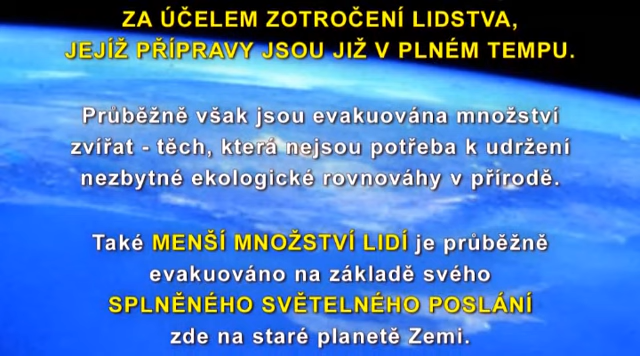 ZA ÚČELEM ZOTROČENÍ LIDSTVA,
JEJÍŽ PŘÍPRAVY JSOU JIŽ V PLNÉM TEMPU.
Průběžně však jsou evakuována množství
zvířat - těch, která nejsou potřeba k udržení
nezbytné ekologické rovnováhy v přírodě.
Také MENŠÍ MNOŽSTVÍ LIDÍ je průběžně
evakuováno na základě svého
SPLNĚNÉHO SVĚTELNÉHO POSLÁNÍ
zde na staré planetě Zemi.